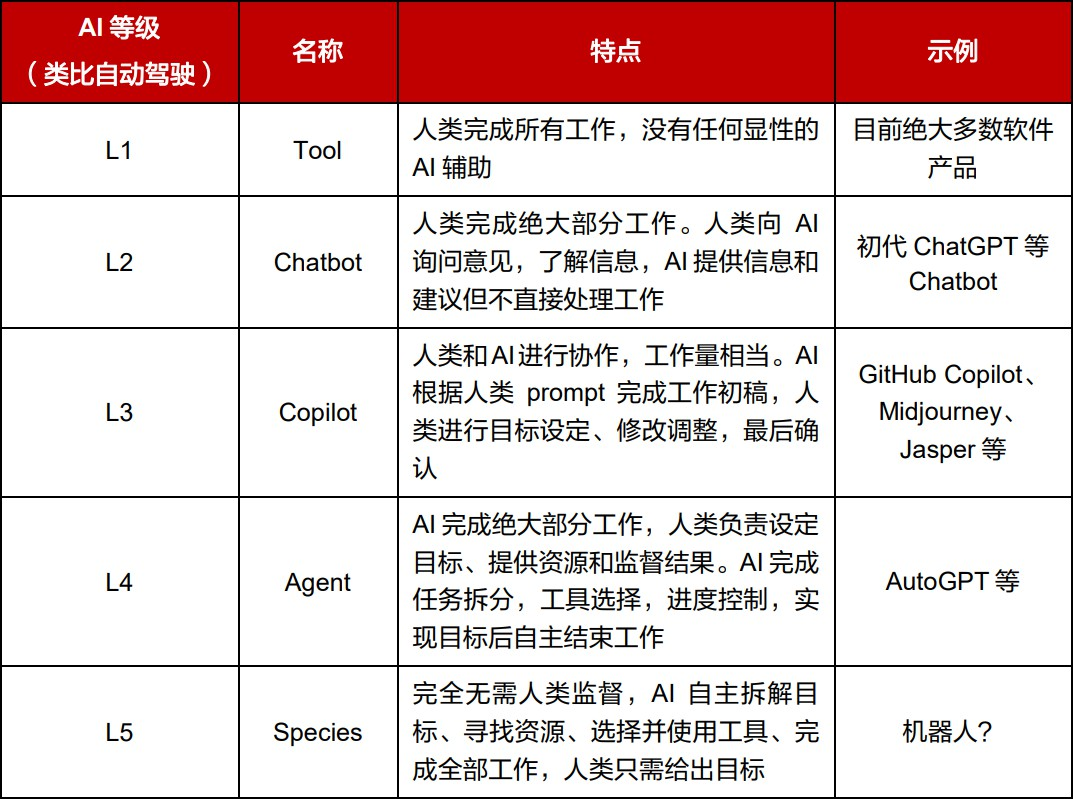 AI 等级
（类比自动驾驶）
名称
特点
示例
L1
Tool
人类完成所有工作，没有任何显性的
AI 辅助
目前绝大多数软件
产品
L2
Chatbot
人类完成绝大部分工作。人类向 AI
询问意见，了解信息，AI 提供信息和
建议但不直接处理工作
初代 ChatGPT 等
Chatbot
L3
Copilot
人类和 AI 进行协作，工作量相当。AI
根据人类 prompt 完成工作初稿，人
类进行目标设定、修改调整，最后确
认
GitHub Copilot、
Midjourney、
Jasper 等
L4
Agent
AI 完成绝大部分工作，人类负责设定
目标、提供资源和监督结果。AI 完成
任务拆分，工具选择，进度控制，实
现目标后自主结束工作
AutoGPT 等
L5
Species
完全无需人类监督，AI 自主拆解目
标、寻找资源、选择并使用工具、完
成全部工作，人类只需给出目标
机器人？